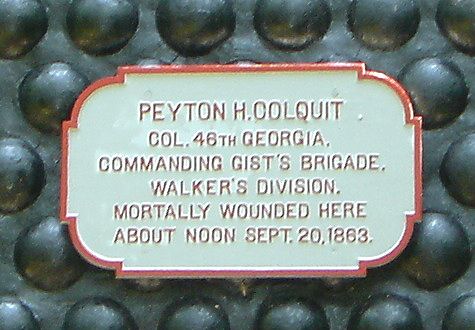 PEYTON H. COLQUIT
COL. 46TH GEORGIA.
COMMANDING GIST'S BRIGADE.
WALKER'S DIVISION.
MORTALLY WOUNDED HERE
ABOUT NOON SEPT. 20, 1863.